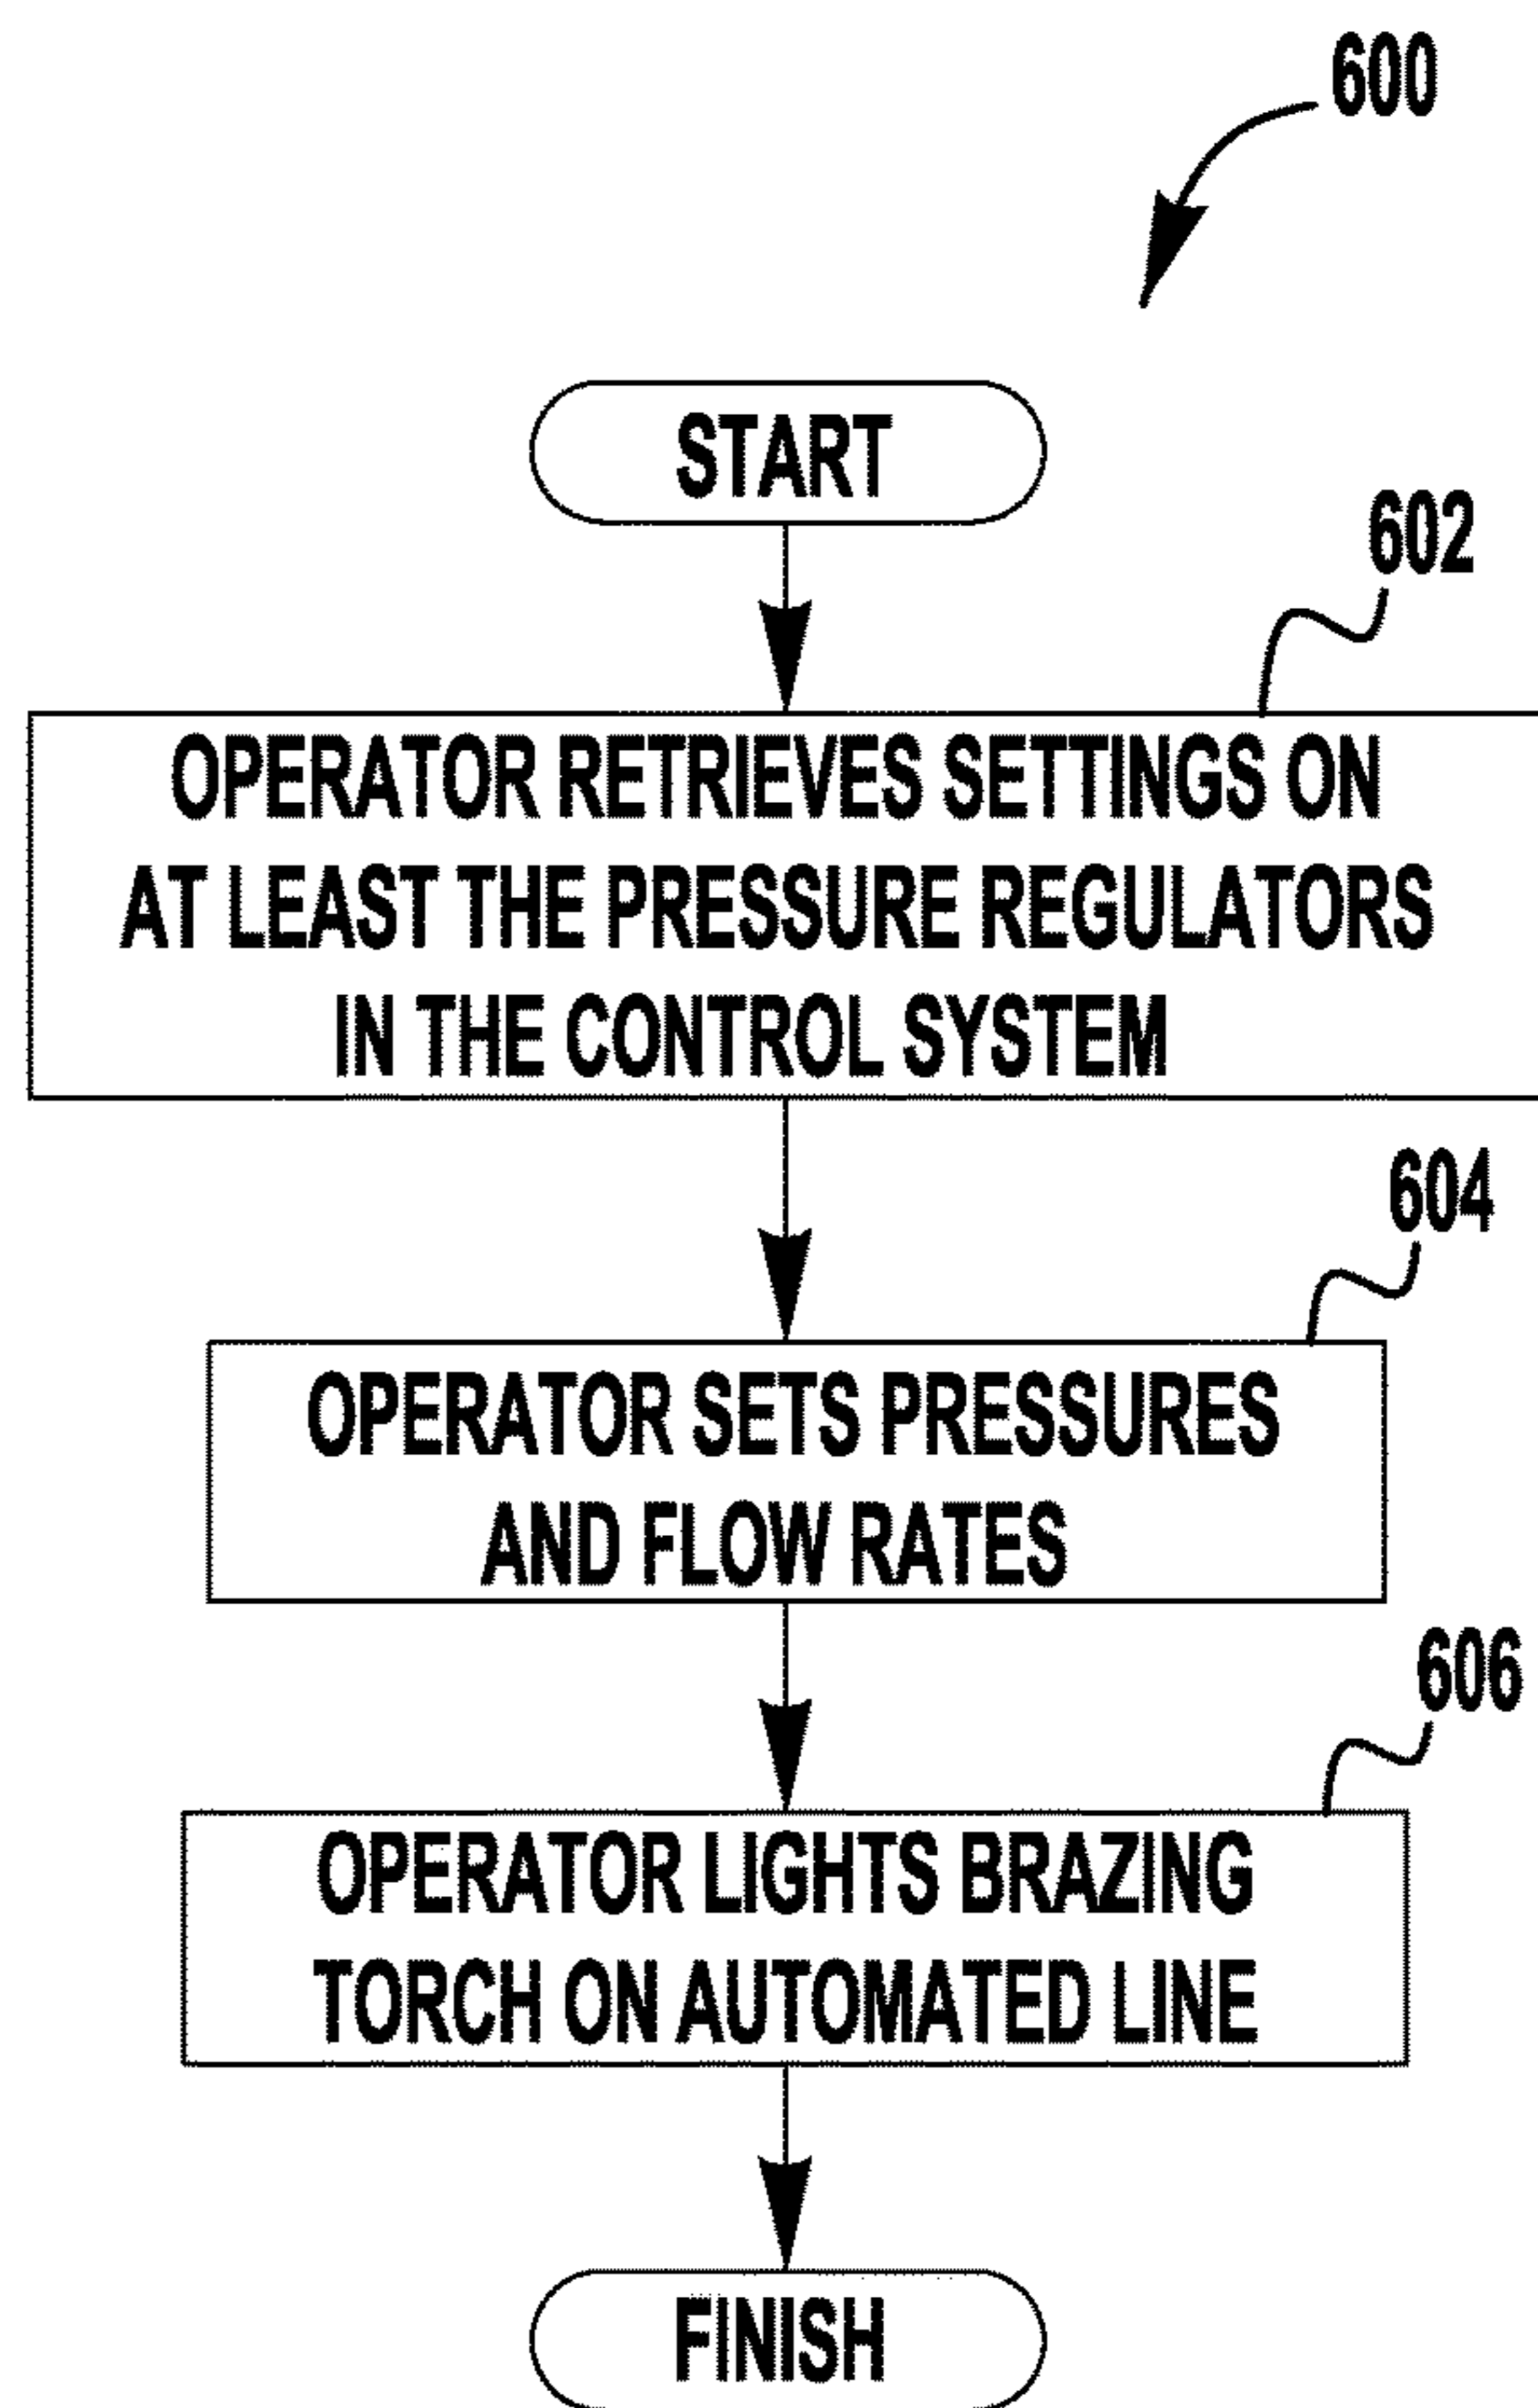 600
START
602
OPERATOR RETRIEVES SETTINGS ON
AT LEAST THE PRESSURE REGULATORS
IN THE CONTROL SYSTEM
604
OPERATOR SETS PRESSURES
AND FLOW RATES
606
OPERATOR LIGHTS BRAZING
TORCH ON AUTOMATED LINE
FINISH